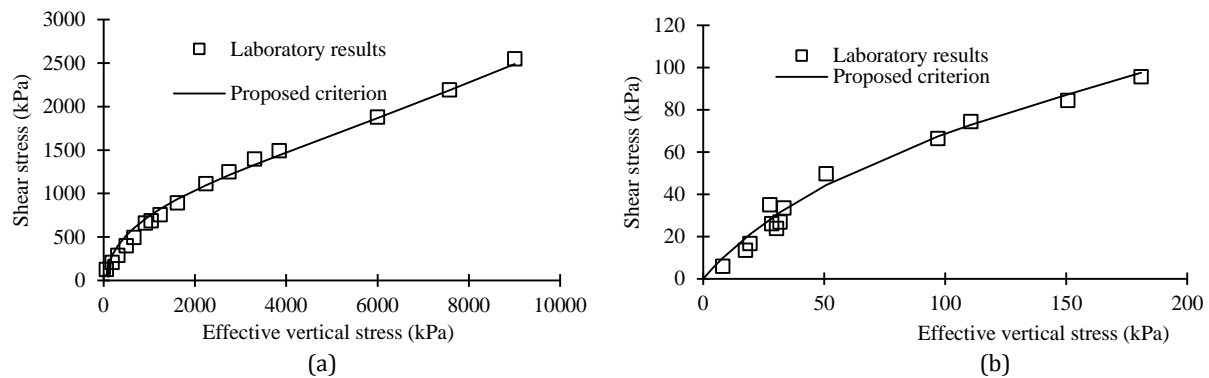 3000
2500
2000
1500
1000
500
0
Shear stress (kPa)
Laboratory results
Proposed criterion
0 2000 4000 6000 8000 10000
Effective vertical stress (kPa)
(a)
120
100
80
60
40
20
0
Shear stress (kPa)
Laboratory results
Proposed criterion
0 50 100 150 200
Effective vertical stress (kPa)
(b)